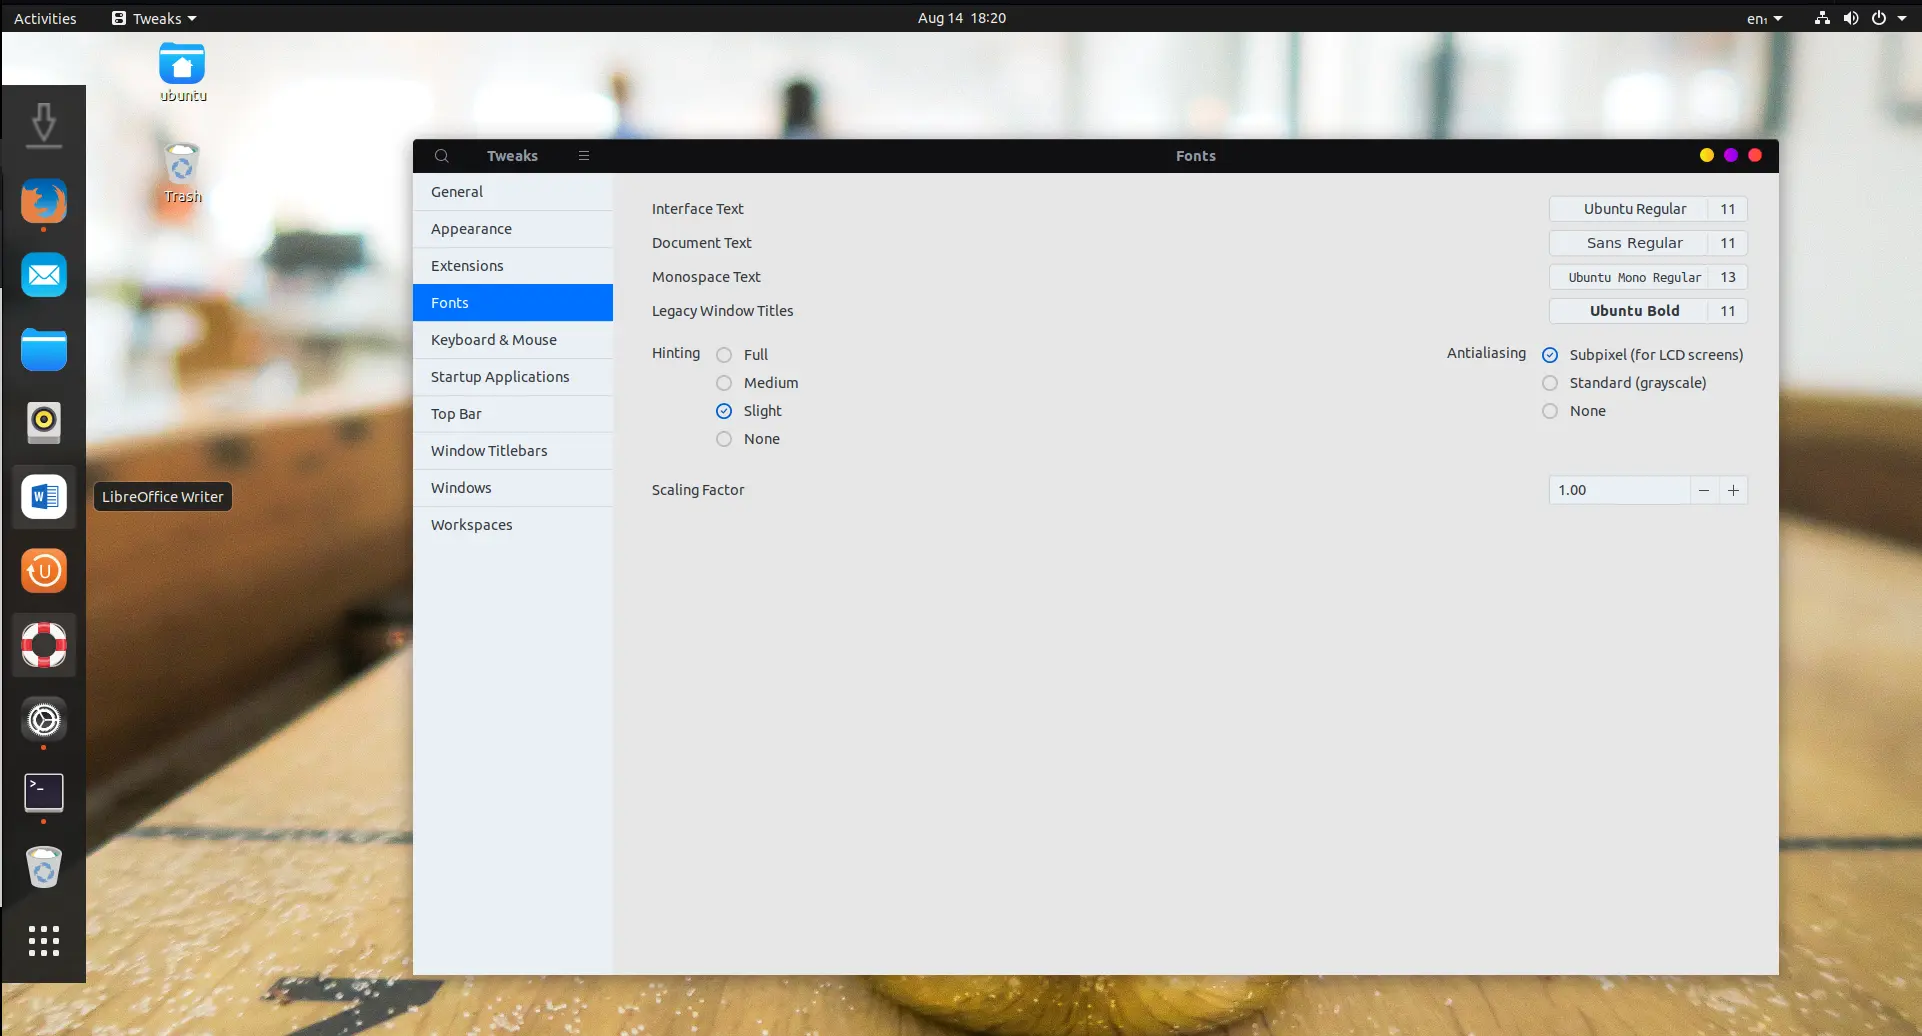 Activities
Tweaks
Aug 14 18:20
en₁
ubuntu
Trash
LibreOffice Writer
Tweaks
Fonts
General
Appearance
Extensions
Fonts
Keyboard & Mouse
Startup Applications
Top Bar
Window Titlebars
Windows
Workspaces
Interface Text
Ubuntu Regular 11
Document Text
Sans Regular 11
Monospace Text
Ubuntu Mono Regular 13
Legacy Window Titles
Ubuntu Bold 11
Hinting
Full
Medium
Slight
None
Antialiasing
Subpixel (for LCD screens)
Standard (grayscale)
None
Scaling Factor
1.00 − +
W
U
>_